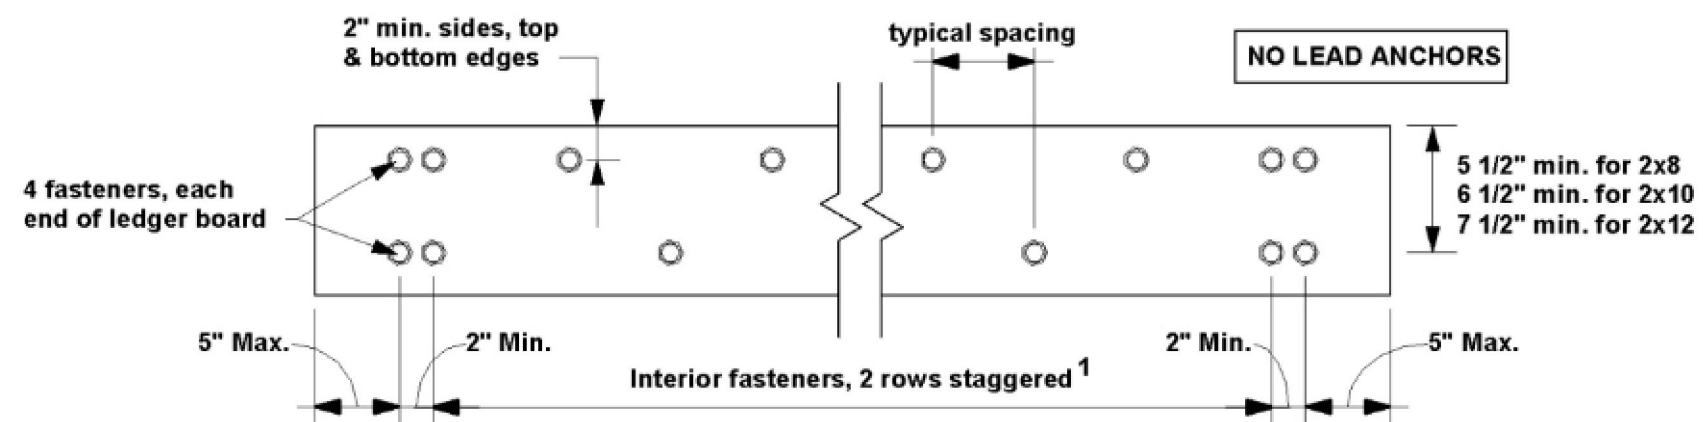 2" min. sides, top
& bottom edges
typical spacing
NO LEAD ANCHORS
4 fasteners, each
end of ledger board
5 1/2" min. for 2x8
6 1/2" min. for 2x10
7 1/2" min. for 2x12
5" Max.
2" Min.
2" Min.
5" Max.
Interior fasteners, 2 rows staggered 1